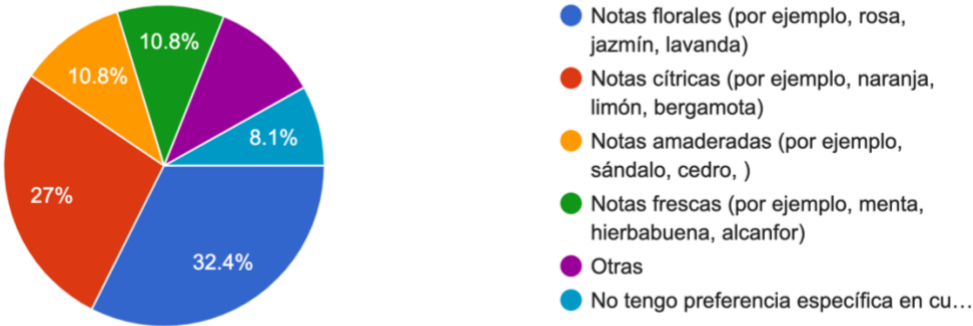 10.8%
10.8%
8.1%
27%
32.4%
Notas florales (por ejemplo, rosa,
jazmín, lavanda)
Notas cítricas (por ejemplo, naranja,
limón, bergamota)
Notas amaderadas (por ejemplo,
sándalo, cedro, )
Notas frescas (por ejemplo, menta,
hierbabuena, alcanfor)
Otras
No tengo preferencia específica en cu…